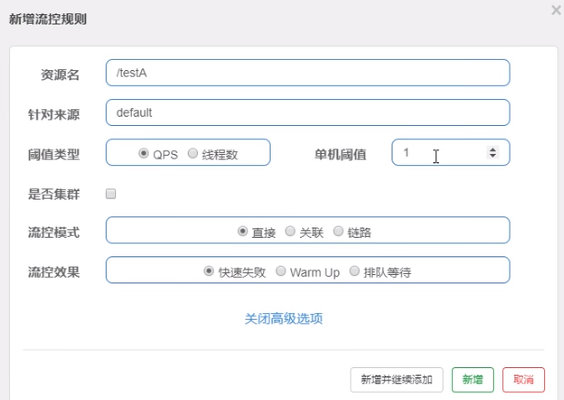 新增流控规则
资源名 /testA
针对来源 default
阈值类型 QPS 线程数 单机阈值 1
是否集群
流控模式 直接 关联 链路
流控效果 快速失败 Warm Up 排队等待
关闭高级选项
新增并继续添加 新增 取消